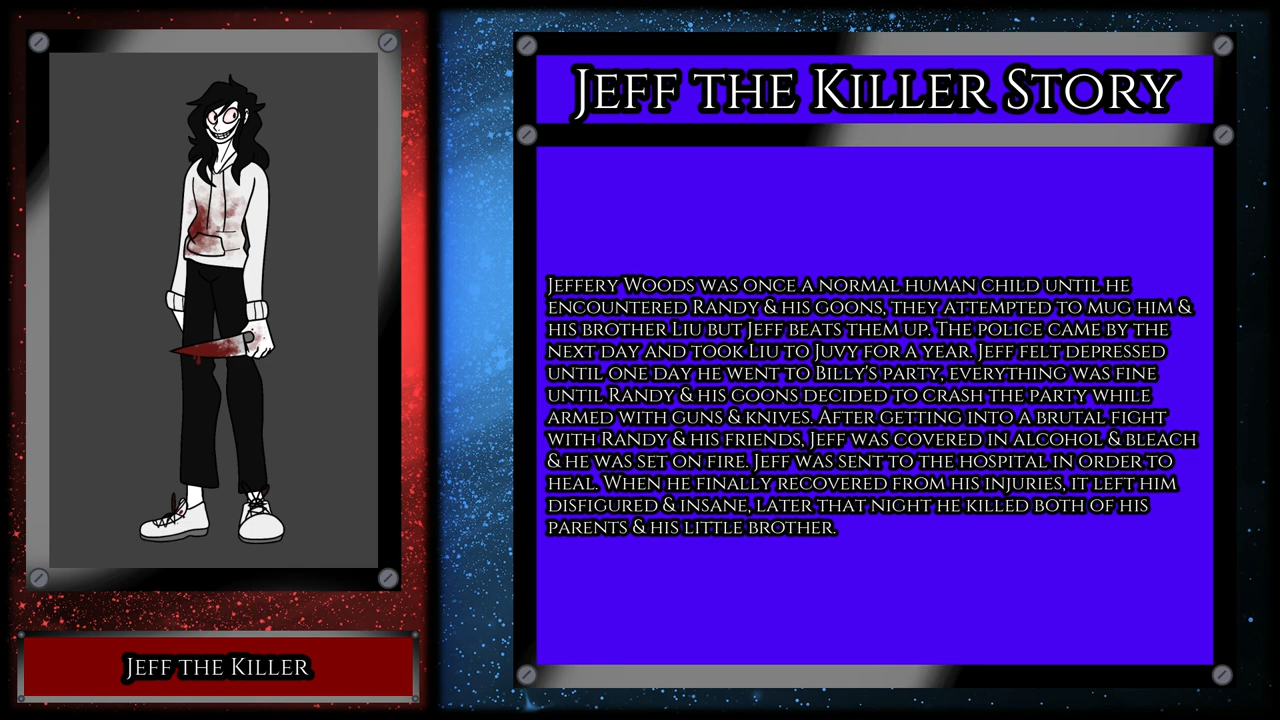 Jeff the Killer Story
Jeffery Woods was once a normal human child until he
encountered Randy & his goons, they attempted to mug him &
his brother Liu but Jeff beats them up. The police came by the
next day and took Liu to Juvy for a year. Jeff felt depressed
until one day he went to Billy's party, everything was fine
until Randy & his goons decided to crash the party while
armed with guns & knives. After getting into a brutal fight
with Randy & his friends, Jeff was covered in alcohol & bleach
& he was set on fire. Jeff was sent to the hospital in order to
heal. When he finally recovered from his injuries, it left him
disfigured & insane, later that night he killed both of his
parents & his little brother.
Jeff the Killer